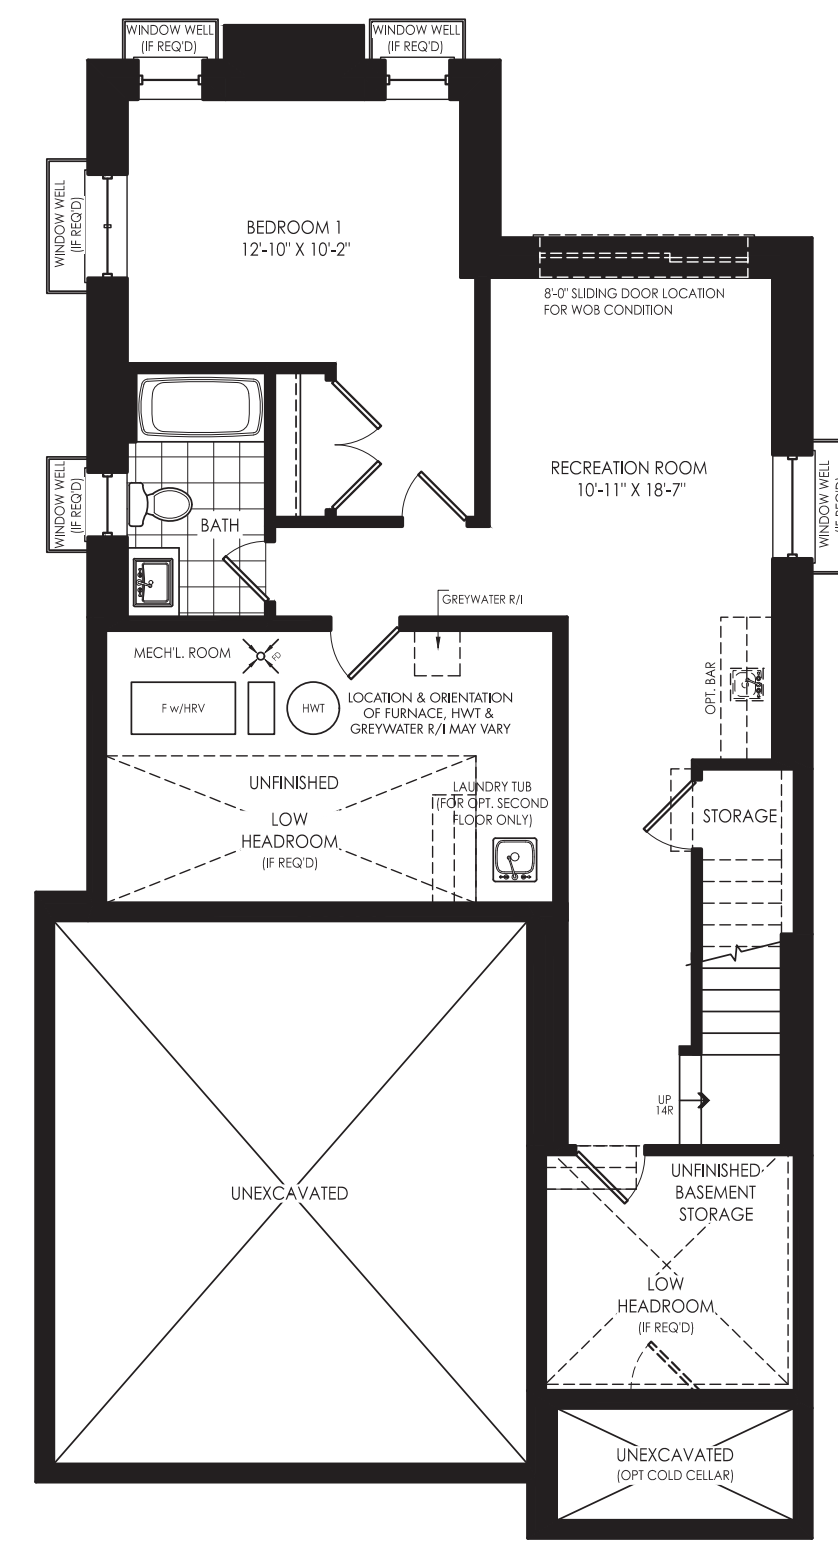 WINDOW WELL
(IF REQ'D)
WINDOW WELL
(IF REQ'D)
WINDOW WELL
(IF REQ'D)
BEDROOM 1
12'-10" X 10'-2"
8'-0" SLIDING DOOR LOCATION
FOR WOB CONDITION
RECREATION ROOM
10'-11" X 18'-7"
WINDOW WELL
(IF REQ'D)
WINDOW WELL
(IF REQ'D)
BATH
GREYWATER R/I
MECH'L. ROOM
FD
F w/HRV
HWT
LOCATION & ORIENTATION
OF FURNACE, HWT &
GREYWATER R/I MAY VARY
OPT. BAR
UNFINISHED
LOW
HEADROOM
(IF REQ'D)
LAUNDRY TUB
(FOR OPT. SECOND
FLOOR ONLY)
STORAGE
UP
14R
UNEXCAVATED
UNFINISHED
BASEMENT
STORAGE
LOW
HEADROOM
(IF REQ'D)
UNEXCAVATED
(OPT COLD CELLAR)